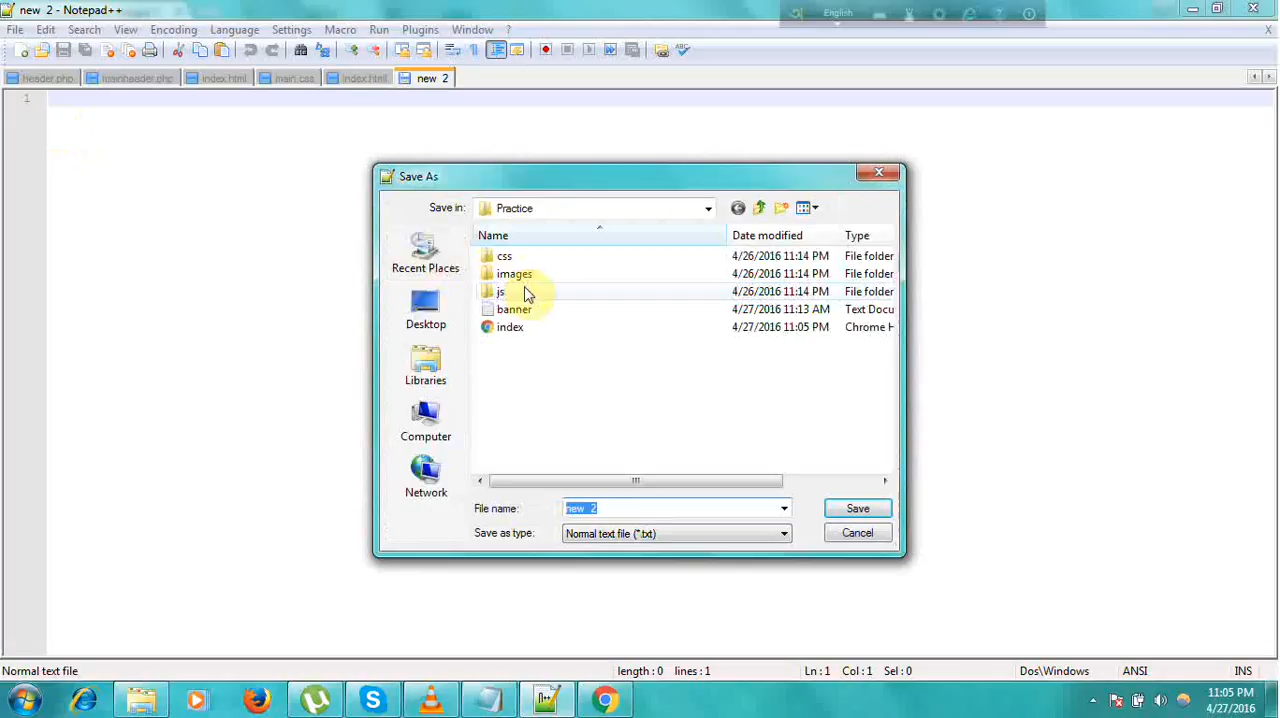 new 2 - Notepad++
English
File Edit Search View Encoding Language Settings Macro Run Plugins Window ? X
header.php mainheader.php index.html main.css index.html new 2
1
Save As
Save in: Practice
Name Date modified Type
css 4/26/2016 11:14 PM File folder
images 4/26/2016 11:14 PM File folder
js 4/26/2016 11:14 PM File folder
banner 4/27/2016 11:13 AM Text Docu
index 4/27/2016 11:05 PM Chrome H
Recent Places
Desktop
Libraries
Computer
Network
File name: new 2 Save
Save as type: Normal text file (*.txt) Cancel
Normal text file length : 0 lines : 1 Ln : 1 Col : 1 Sel : 0 Dos\Windows ANSI INS
11:05 PM
4/27/2016